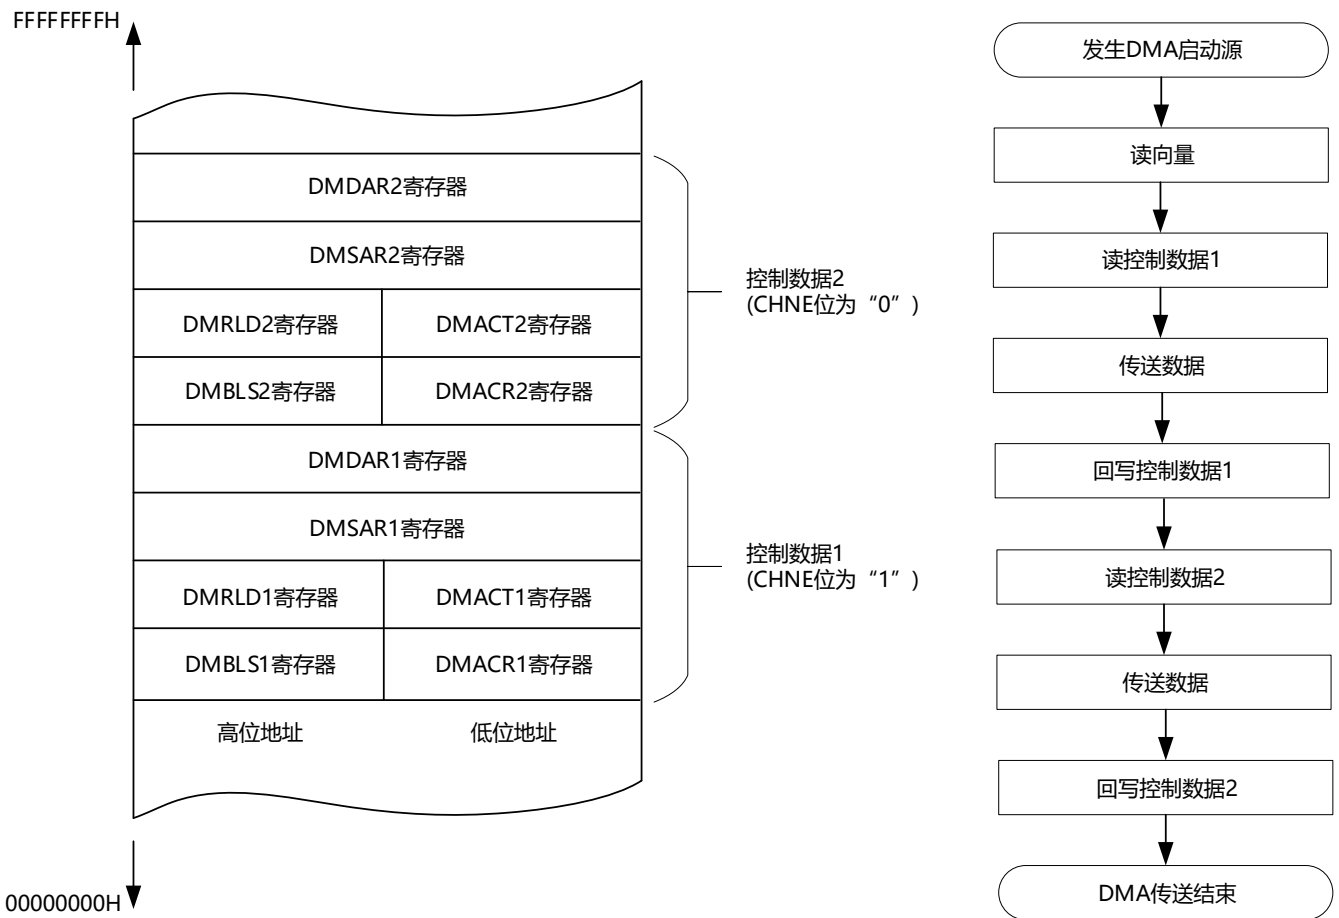 FFFFFFFFH
DMDAR2寄存器
DMSAR2寄存器
DMRLD2寄存器 DMACT2寄存器
DMBLS2寄存器 DMACR2寄存器
DMDAR1寄存器
DMSAR1寄存器
DMRLD1寄存器 DMACT1寄存器
DMBLS1寄存器 DMACR1寄存器
高位地址 低位地址
00000000H
控制数据2
(CHNE位为“0”)
控制数据1
(CHNE位为“1”)
发生DMA启动源
读向量
读控制数据1
传送数据
回写控制数据1
读控制数据2
传送数据
回写控制数据2
DMA传送结束